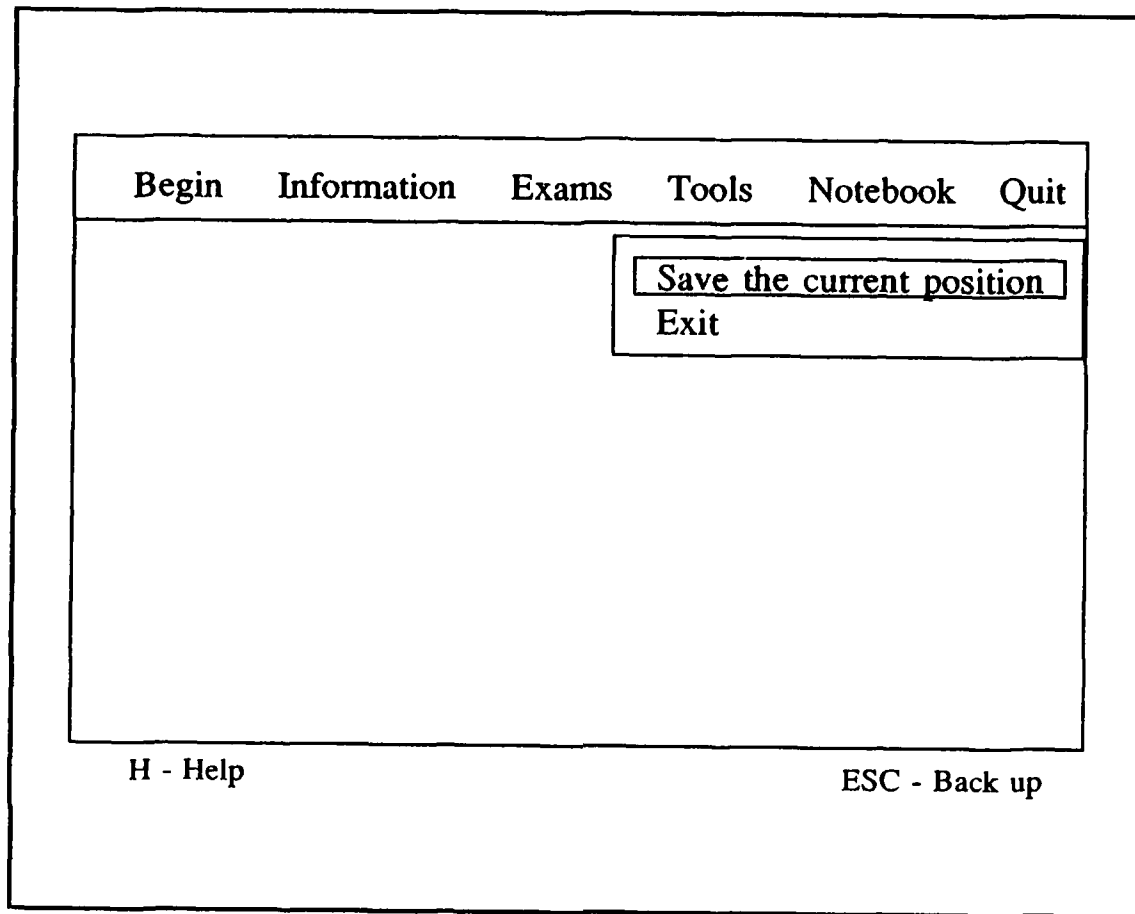 Begin Information Exams Tools Notebook Quit
Save the current position
Exit
H - Help ESC - Back up